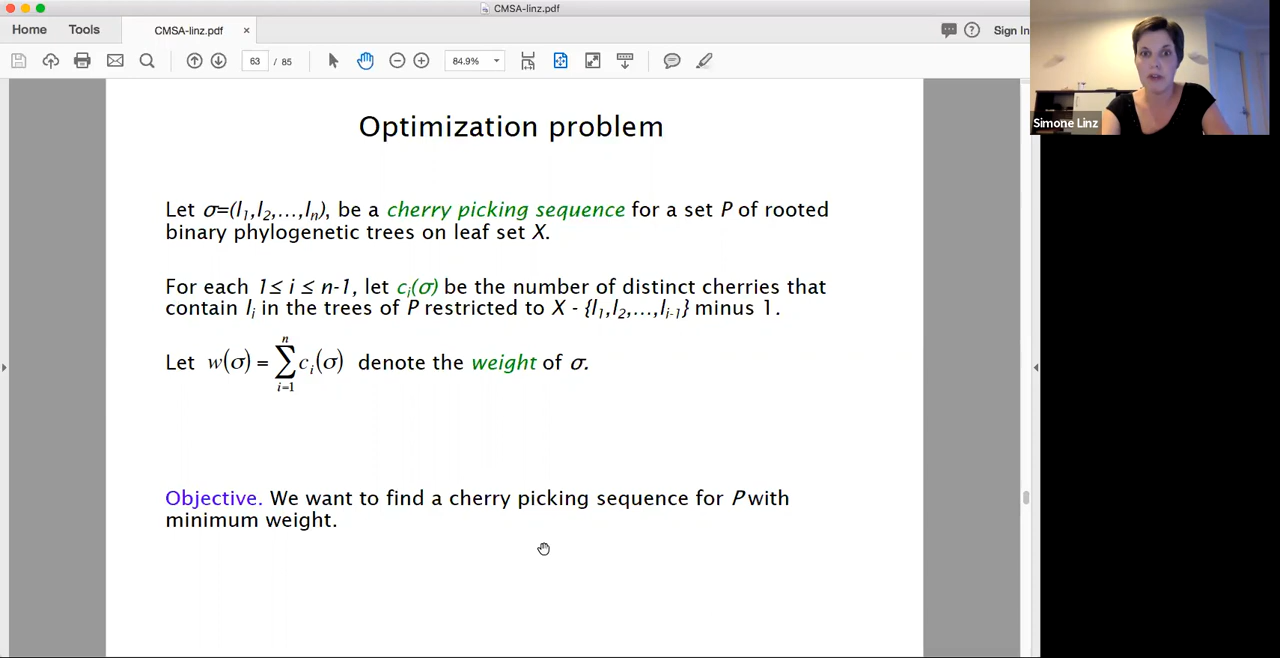 CMSA-linz.pdf
Home Tools CMSA-linz.pdf × Sign In
63 / 85 84.9%
Simone Linz
Optimization problem
Let σ=(l₁,l₂,…,lₙ), be a cherry picking sequence for a set P of rooted
binary phylogenetic trees on leaf set X.
For each 1≤ i ≤ n-1, let cᵢ(σ) be the number of distinct cherries that
contain lᵢ in the trees of P restricted to X - {l₁,l₂,…,lᵢ₋₁} minus 1.
Let w(σ) = ∑ⁿᵢ₌₁ cᵢ(σ) denote the weight of σ.
Objective. We want to find a cherry picking sequence for P with
minimum weight.